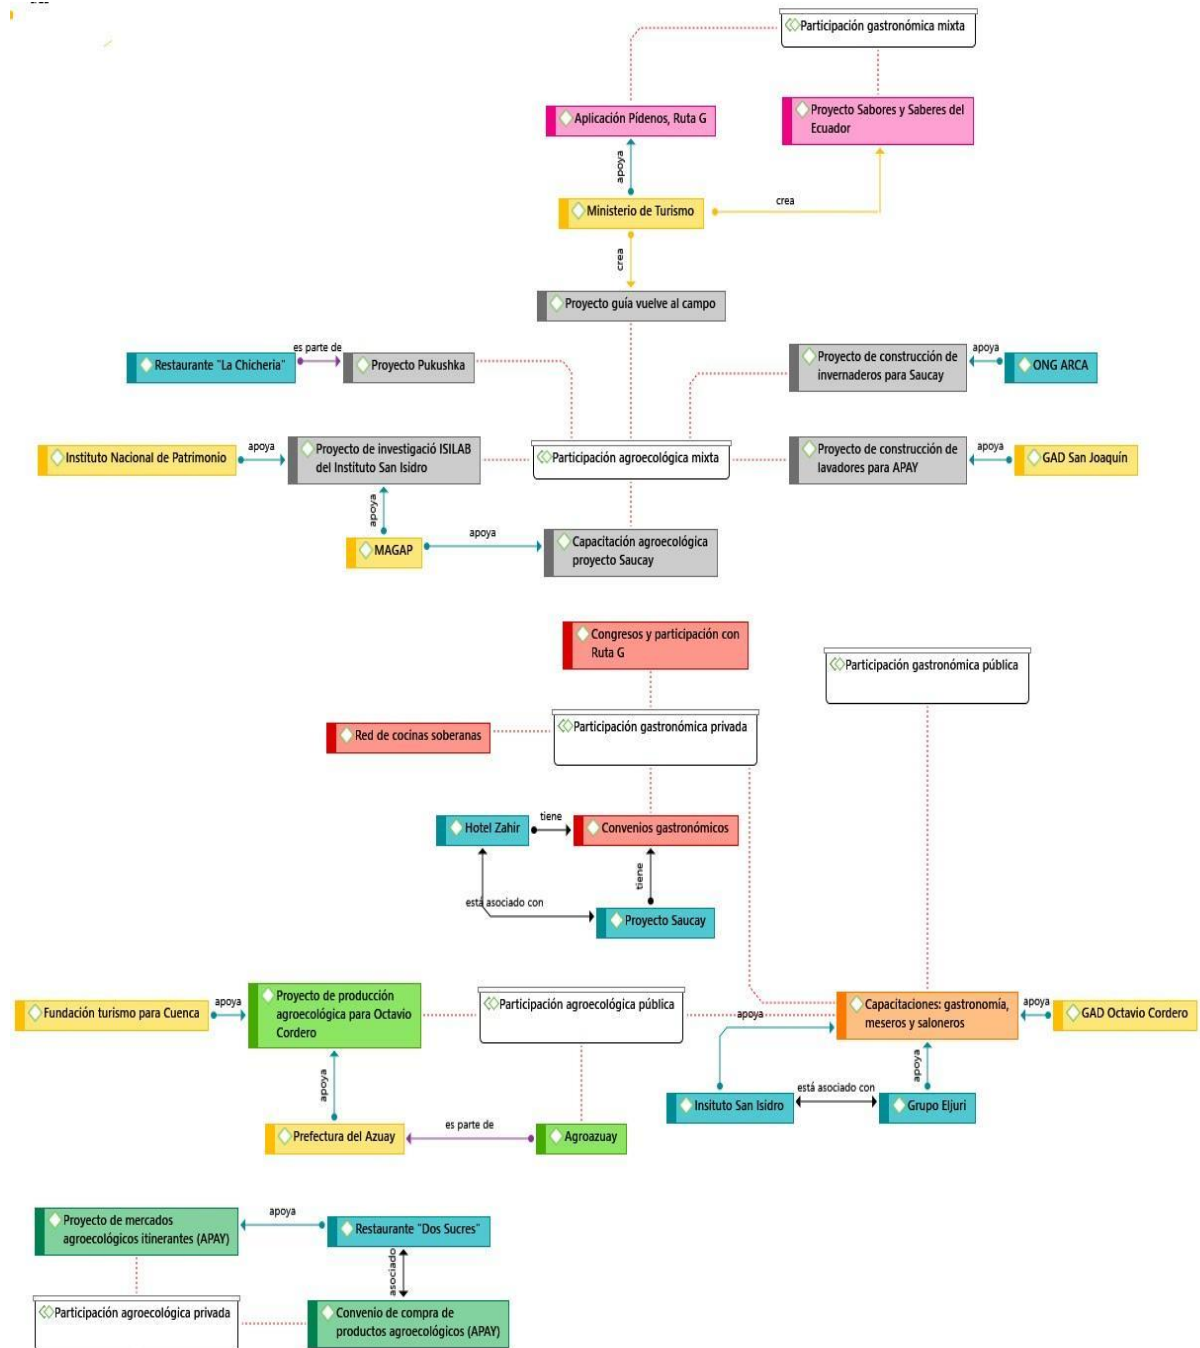 Participación gastronómica mixta
Aplicación Pídenos, Ruta G
Proyecto Sabores y Saberes del
Ecuador
apoya
Ministerio de Turismo
crea
crea
Proyecto guía vuelve al campo
Restaurante "La Chicheria"
es parte de
Proyecto Pukushka
Proyecto de construcción de
invernaderos para Saucay
apoya
ONG ARCA
Instituto Nacional de Patrimonio
apoya
Proyecto de investigació ISILAB
del Instituto San Isidro
Participación agroecológica mixta
Proyecto de construcción de
lavadores para APAY
apoya
GAD San Joaquín
apoya
MAGAP
apoya
Capacitación agroecológica
proyecto Saucay
Congresos y participación con
Ruta G
Participación gastronómica pública
Red de cocinas soberanas
Participación gastronómica privada
Hotel Zahir
tiene
Convenios gastronómicos
tiene
está asociado con
Proyecto Saucay
Fundación turismo para Cuenca
apoya
Proyecto de producción
agroecológica para Octavio
Cordero
Participación agroecológica pública
apoya
Capacitaciones: gastronomía,
meseros y saloneros
apoya
GAD Octavio Cordero
apoya
apoya
Insituto San Isidro
está asociado con
Grupo Eljuri
Prefectura del Azuay
es parte de
Agroazuay
Proyecto de mercados
agroecológicos itinerantes (APAY)
apoya
Restaurante "Dos Sucres"
asociado
Participación agroecológica privada
Convenio de compra de
productos agroecológicos (APAY)